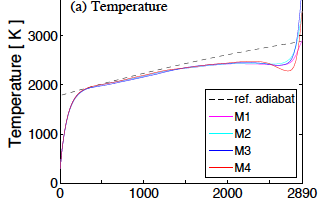 (a) Temperature
Temperature [ K ]
3000
2000
1000
0
0
1000
2000
2890
ref. adiabat
M1
M2
M3
M4